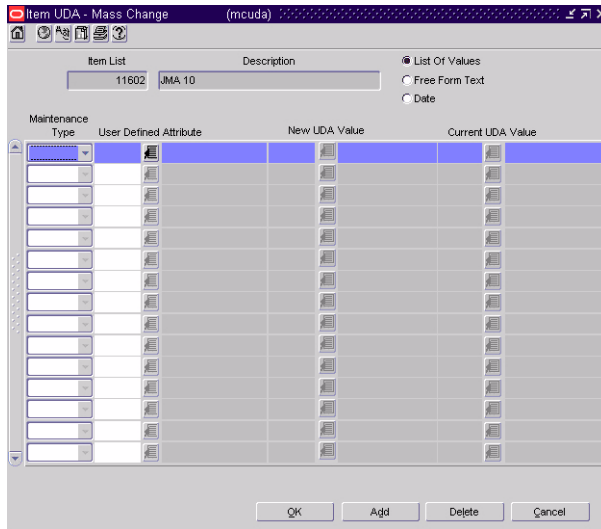 Item UDA - Mass Change (mcuda)
Item List Description
11602 JMA 10
List Of Values
Free Form Text
Date
Maintenance
Type User Defined Attribute New UDA Value Current UDA Value
OK Add Delete Cancel